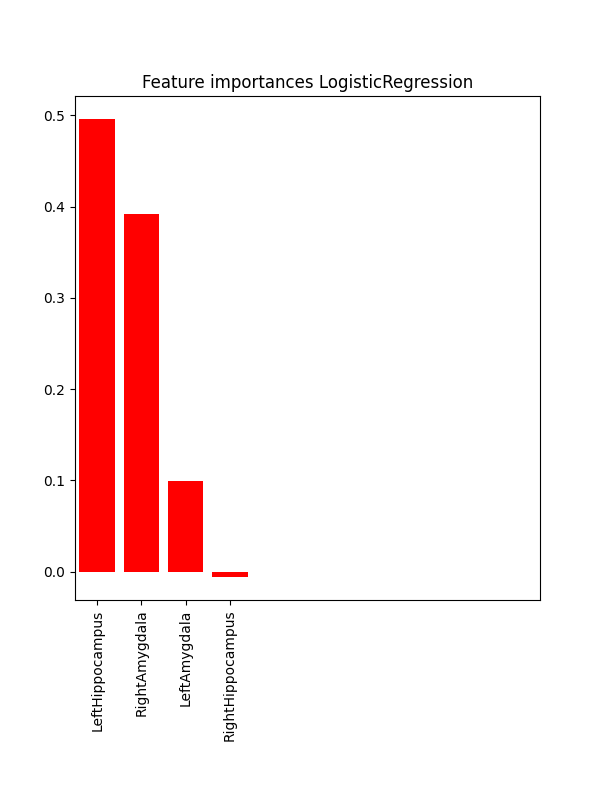 Feature importances LogisticRegression
0.5
0.4
0.3
0.2
0.1
0.0
LeftHippocampus
RightAmygdala
LeftAmygdala
RightHippocampus